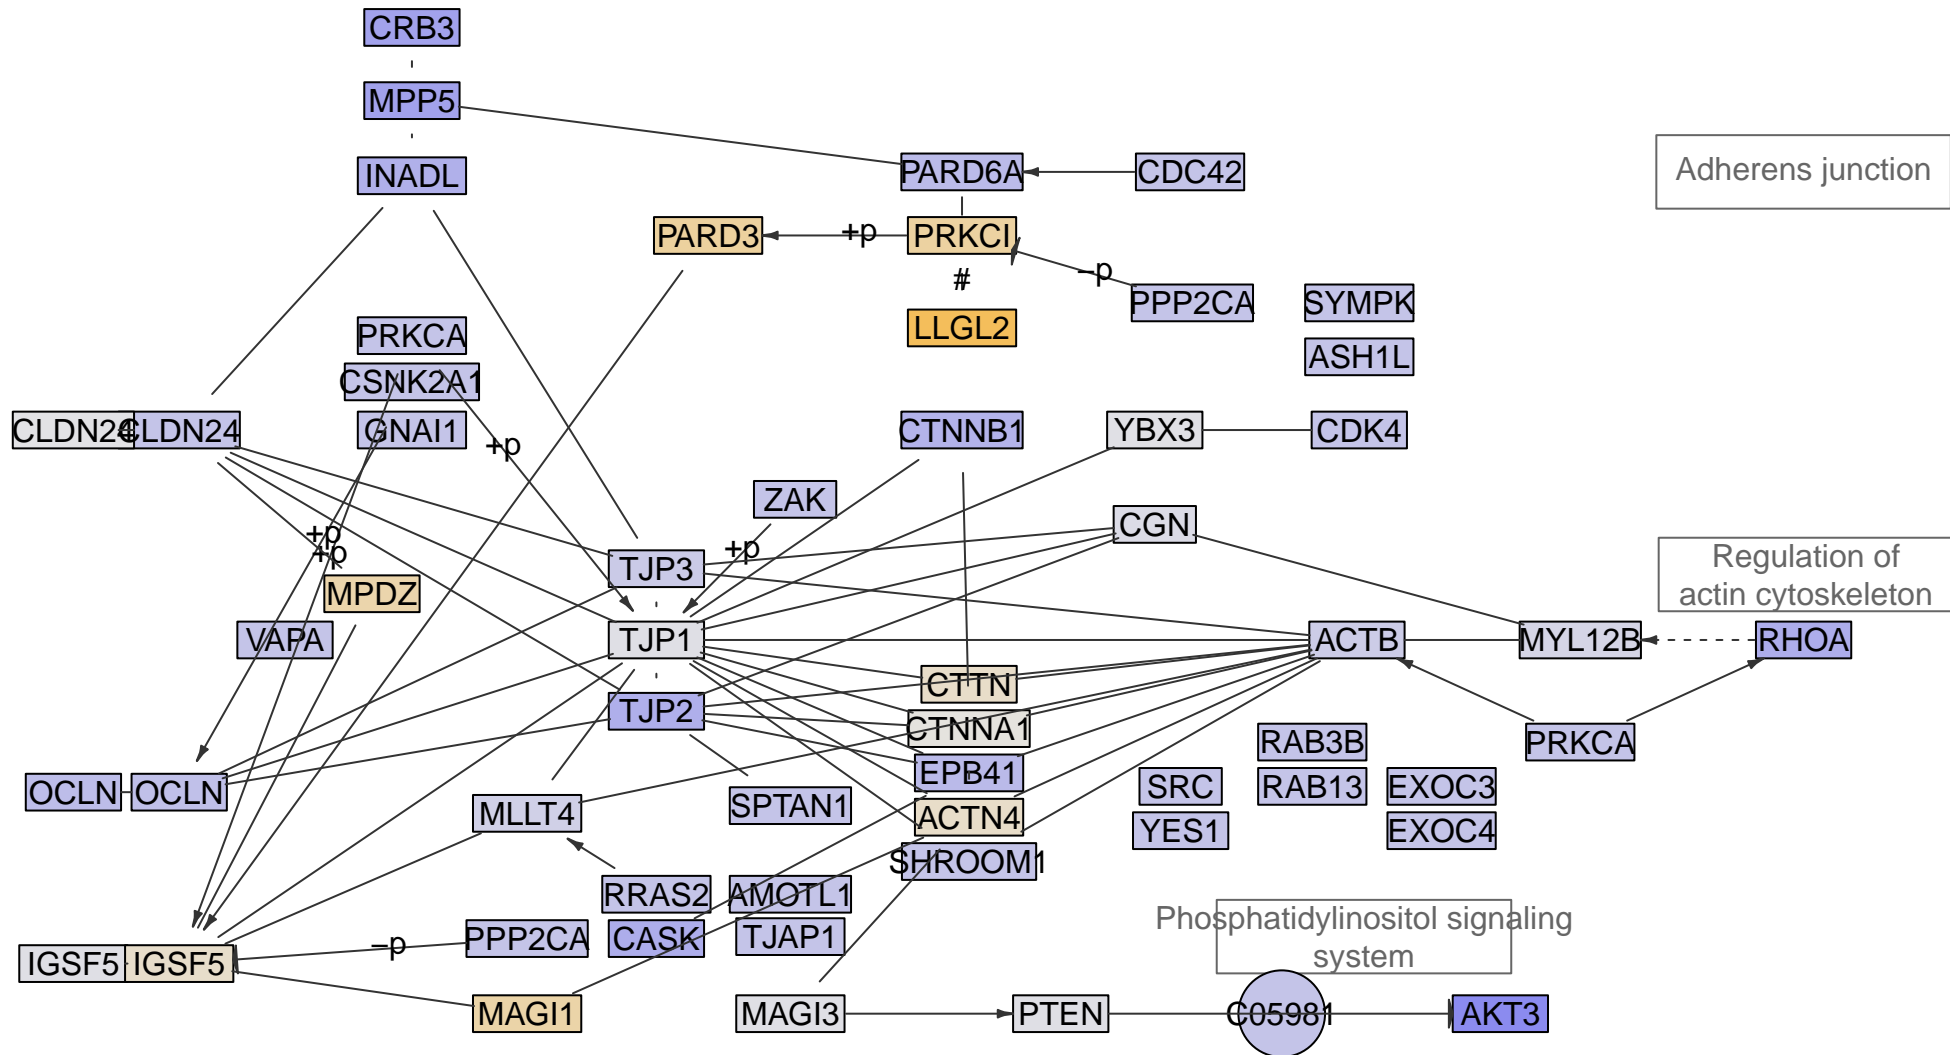 CRB3
MPP5
INADL
PARD6A
CDC42
Adherens junction
PARD3
+p
PRKCI
−p
#
PPP2CA
SYMPK
LLGL2
PRKCA
ASH1L
CSNK2A1
CLDN24
CLDN24
GNAI1
+p
CTNNB1
YBX3
CDK4
ZAK
CGN
+p
+p
+p
TJP3
Regulation of
actin cytoskeleton
MPDZ
VAPA
TJP1
ACTB
MYL12B
RHOA
CTTN
TJP2
CTNNA1
RAB3B
PRKCA
EPB41
OCLN
OCLN
SRC
RAB13
EXOC3
MLLT4
SPTAN1
ACTN4
YES1
EXOC4
SHROOM1
RRAS2
AMOTL1
PPP2CA
CASK
TJAP1
−p
Phosphatidylinositol signaling
system
IGSF5
IGSF5
MAGI1
MAGI3
PTEN
C05981
AKT3